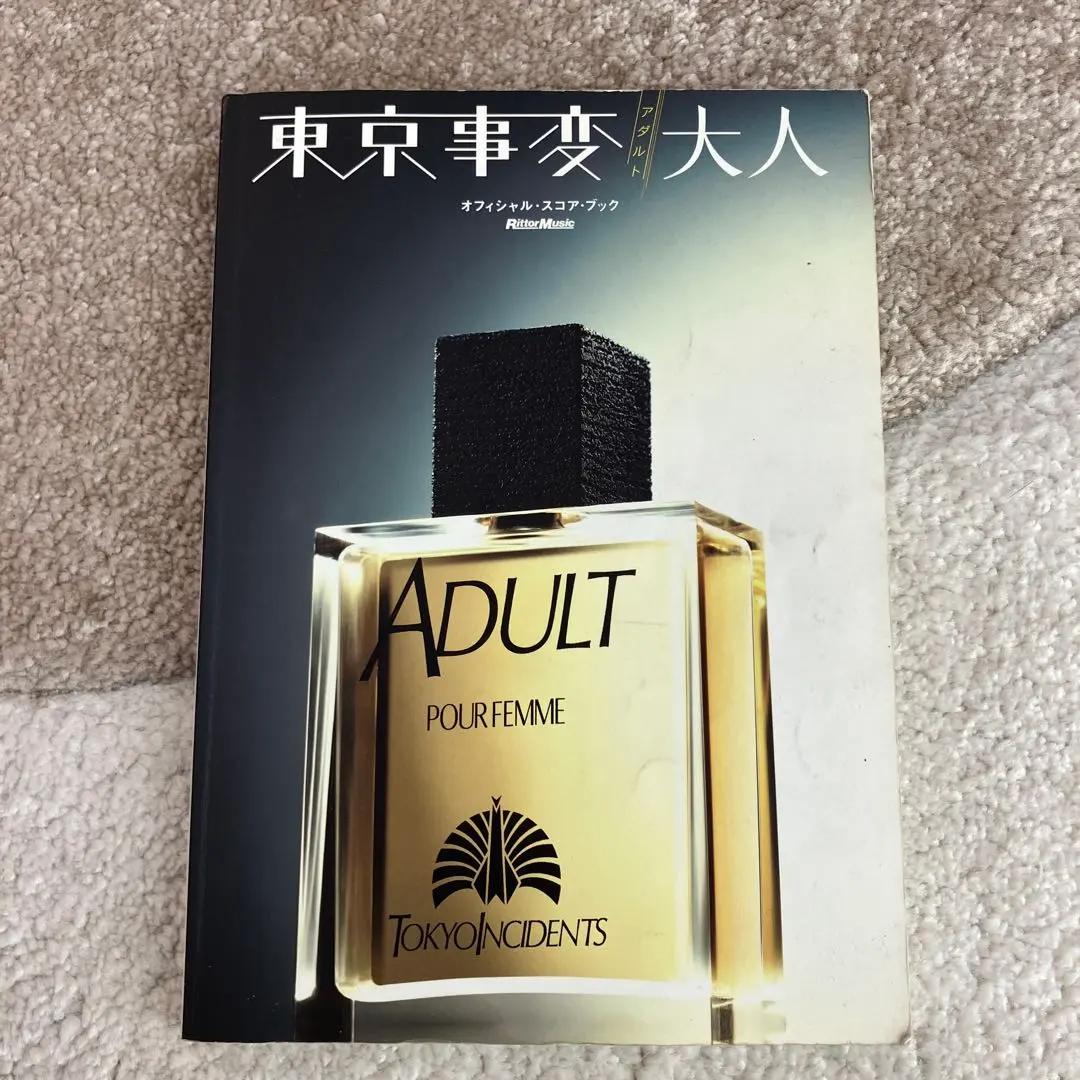 東京事変 アダルト 大人
オフィシャル・スコア・ブック
RittorMusic
ADULT
POUR FEMME
TOKYO INCIDENTS